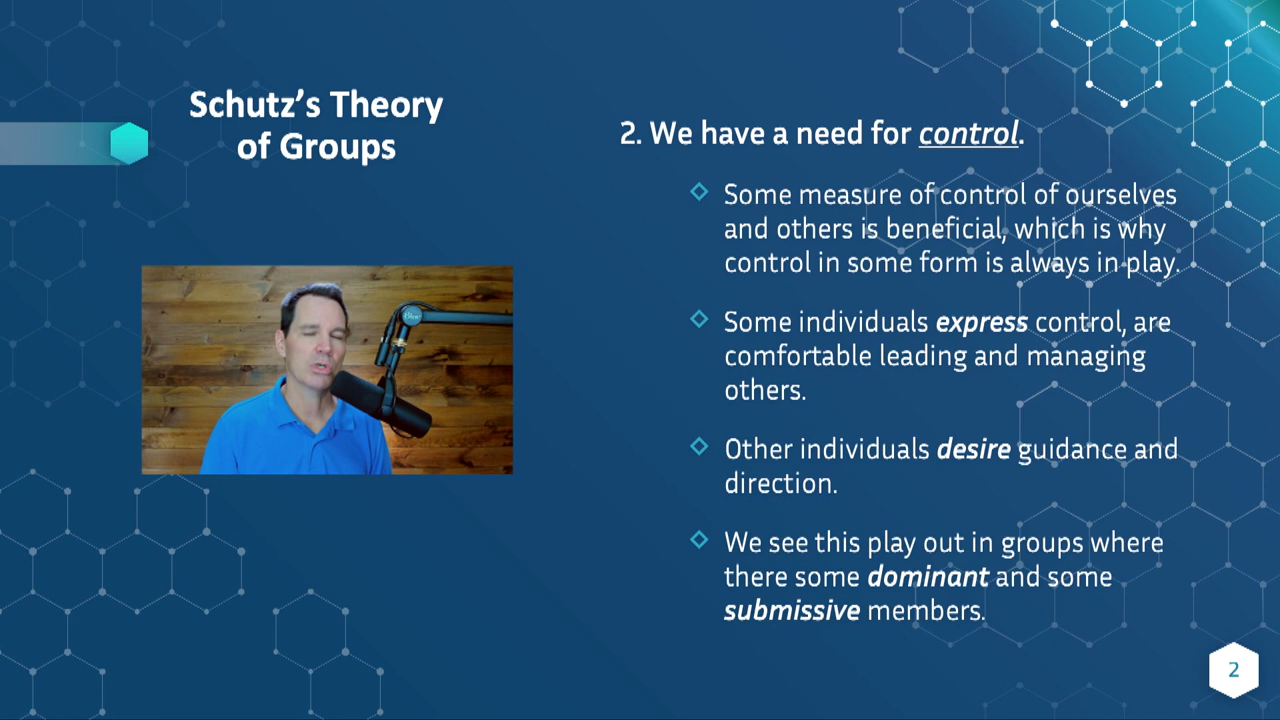 Schutz's Theory
of Groups
2. We have a need for control.
Some measure of control of ourselves
and others is beneficial, which is why
control in some form is always in play.
Some individuals express control, are
comfortable leading and managing
others.
Other individuals desire guidance and
direction.
We see this play out in groups where
there some dominant and some
submissive members.
2